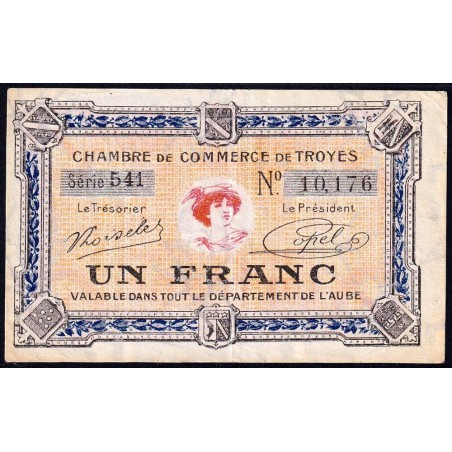 CHAMBRE DE COMMERCE DE TROYES
Série 541 Nº 10,176
Le Trésorier Le Président
UN FRANC
VALABLE DANS TOUT LE DÉPARTEMENT DE L'AUBE